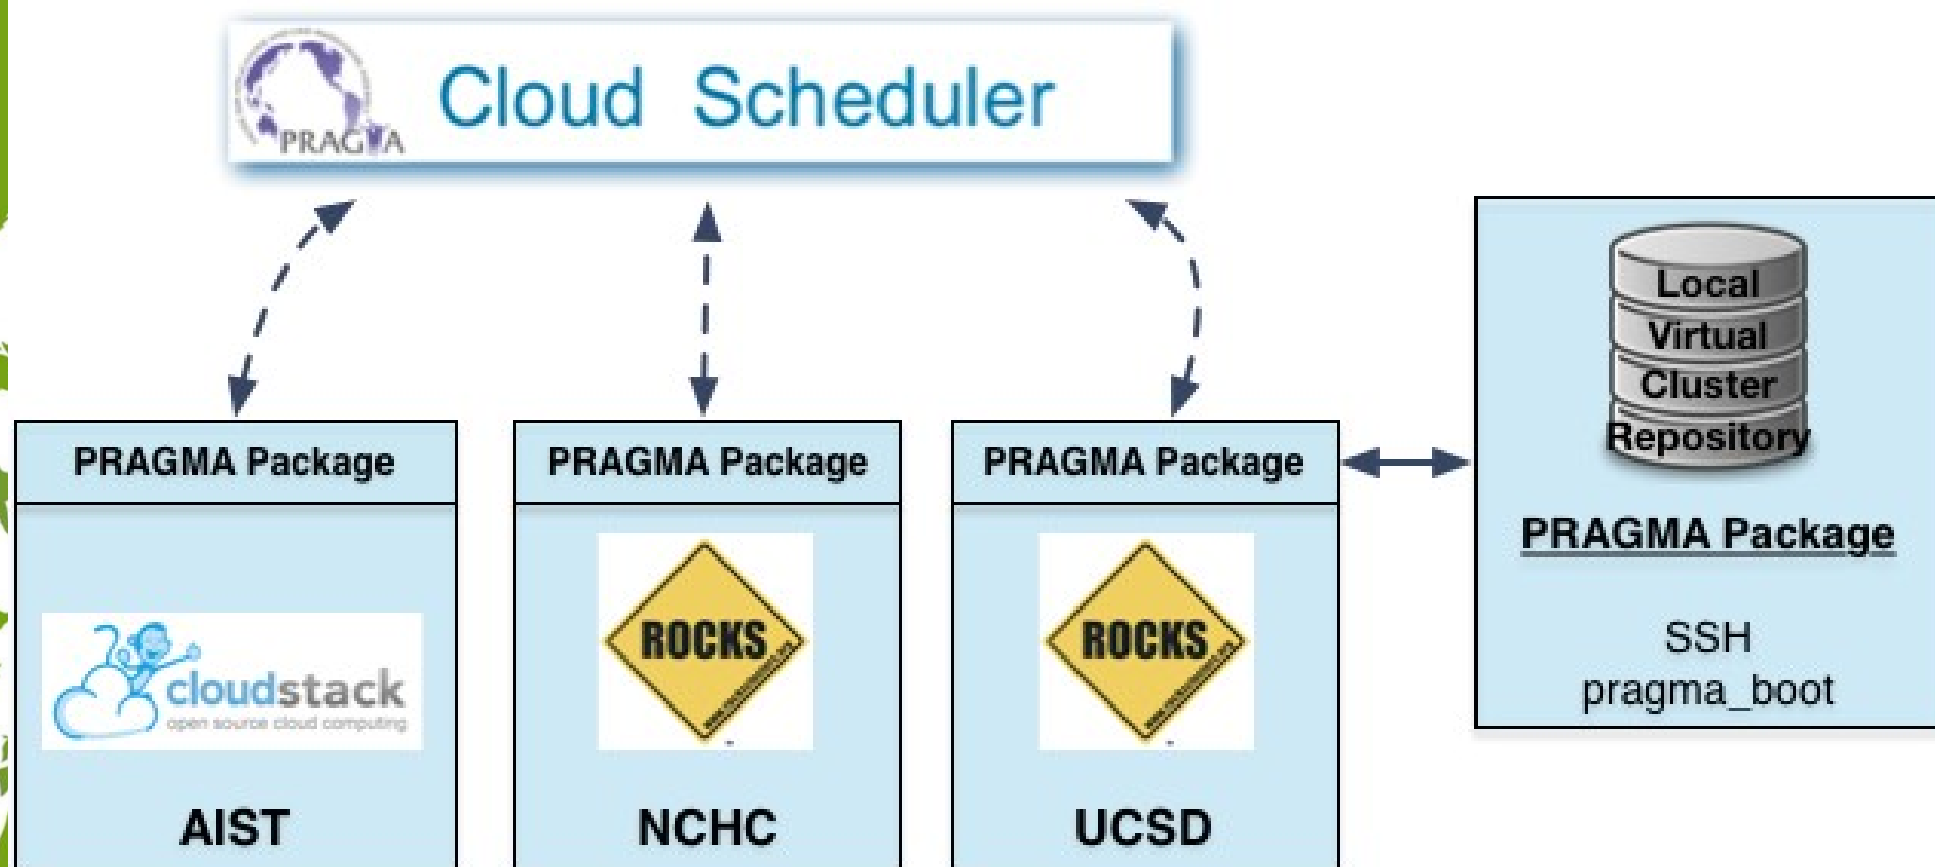 PRAGMA
Cloud Scheduler
PRAGMA Package
cloudstack
open source cloud computing
AIST
PRAGMA Package
ROCKS
NCHC
PRAGMA Package
ROCKS
UCSD
Local
Virtual
Cluster
Repository
PRAGMA Package
SSH
pragma_boot